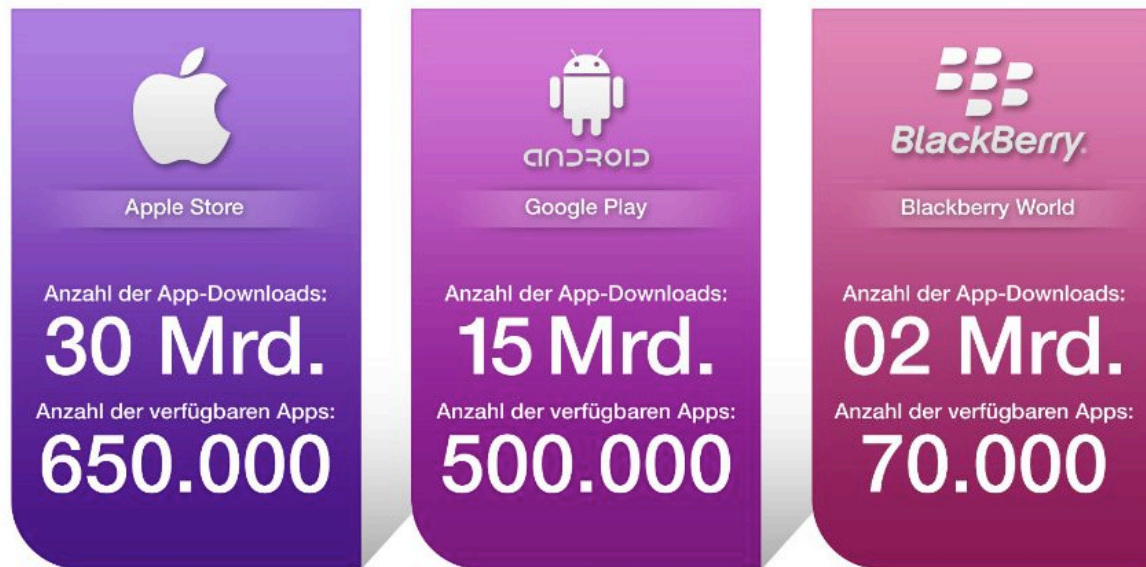 Apple Store
Anzahl der App-Downloads:
30 Mrd.
Anzahl der verfügbaren Apps:
650.000
ANDROID
Google Play
Anzahl der App-Downloads:
15 Mrd.
Anzahl der verfügbaren Apps:
500.000
BlackBerry.
Blackberry World
Anzahl der App-Downloads:
02 Mrd.
Anzahl der verfügbaren Apps:
70.000